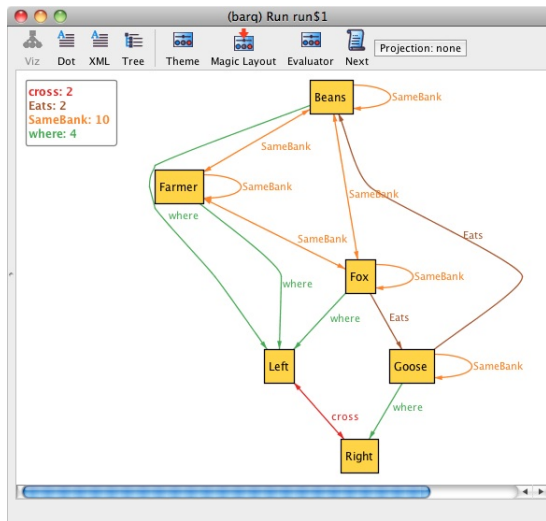 (barq) Run run$1
Viz Dot XML Tree Theme Magic Layout Evaluator Next Projection: none
cross: 2
Eats: 2
SameBank: 10
where: 4
Beans
SameBank
SameBank
Farmer
SameBank
SameBank
where
Eats
SameBank
Fox
SameBank
where
where
Eats
Left
Goose
SameBank
where
cross
Right